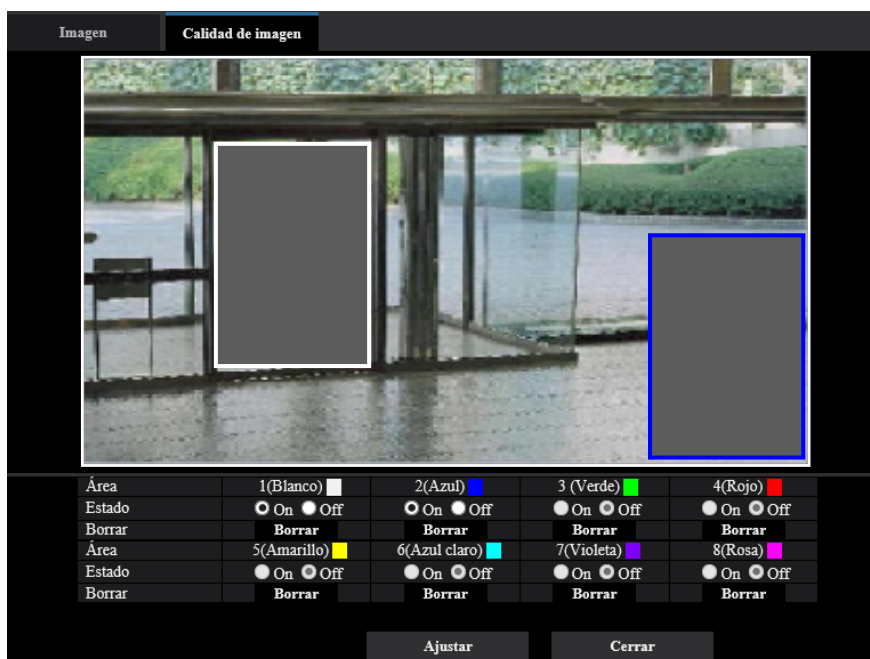 Imagen Calidad de imagen
Área 1(Blanco) 2(Azul) 3 (Verde) 4(Rojo)
Estado On Off On Off On Off On Off
Borrar Borrar Borrar Borrar Borrar
Área 5(Amarillo) 6(Azul claro) 7(Violeta) 8(Rosa)
Estado On Off On Off On Off On Off
Borrar Borrar Borrar Borrar Borrar
Ajustar Cerrar